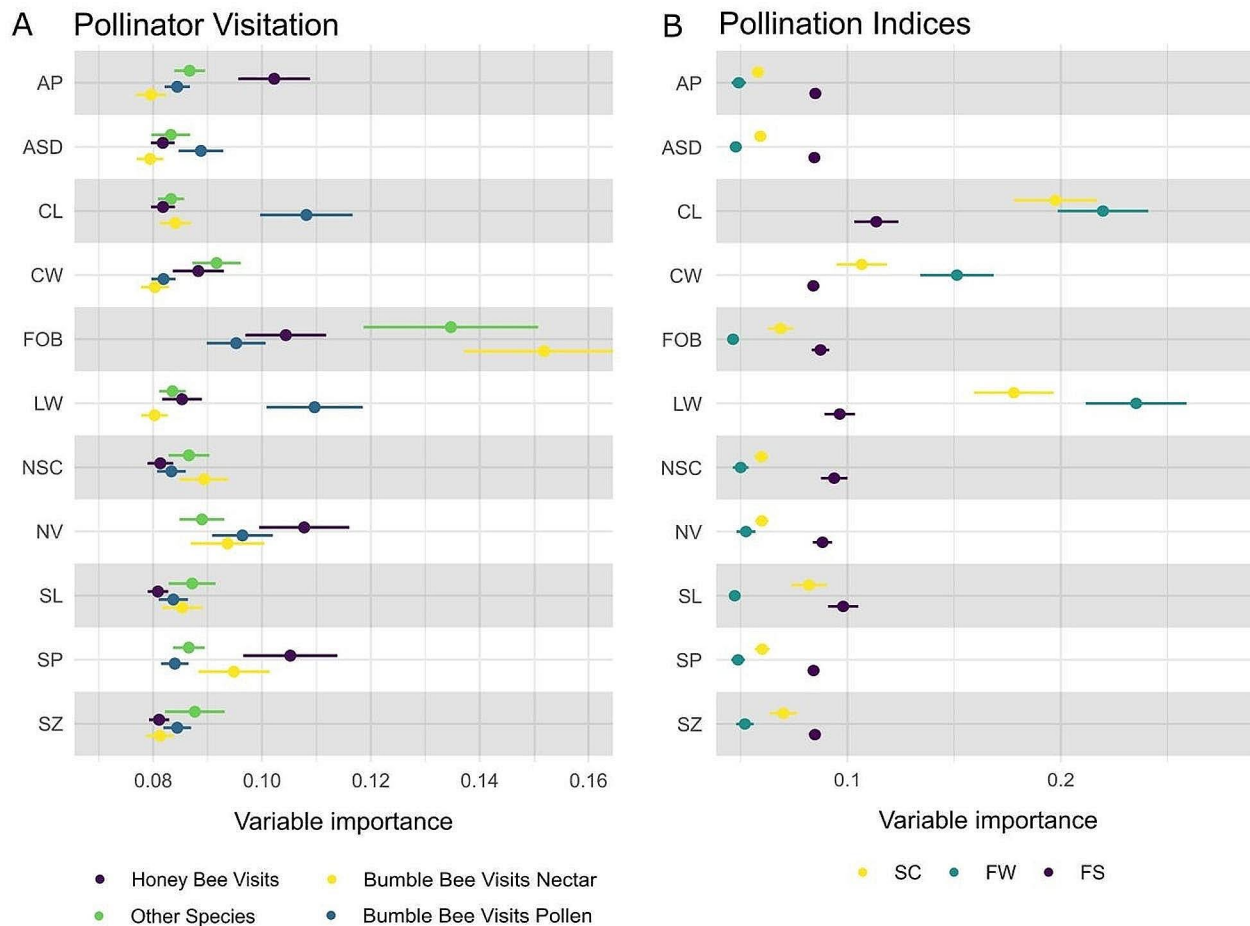 A Pollinator Visitation
B Pollination Indices
AP
ASD
CL
CW
FOB
LW
NSC
NV
SL
SP
SZ
0.08 0.10 0.12 0.14 0.16
Variable importance
Honey Bee Visits
Bumble Bee Visits Nectar
Other Species
Bumble Bee Visits Pollen
AP
ASD
CL
CW
FOB
LW
NSC
NV
SL
SP
SZ
0.1 0.2
Variable importance
SC FW FS